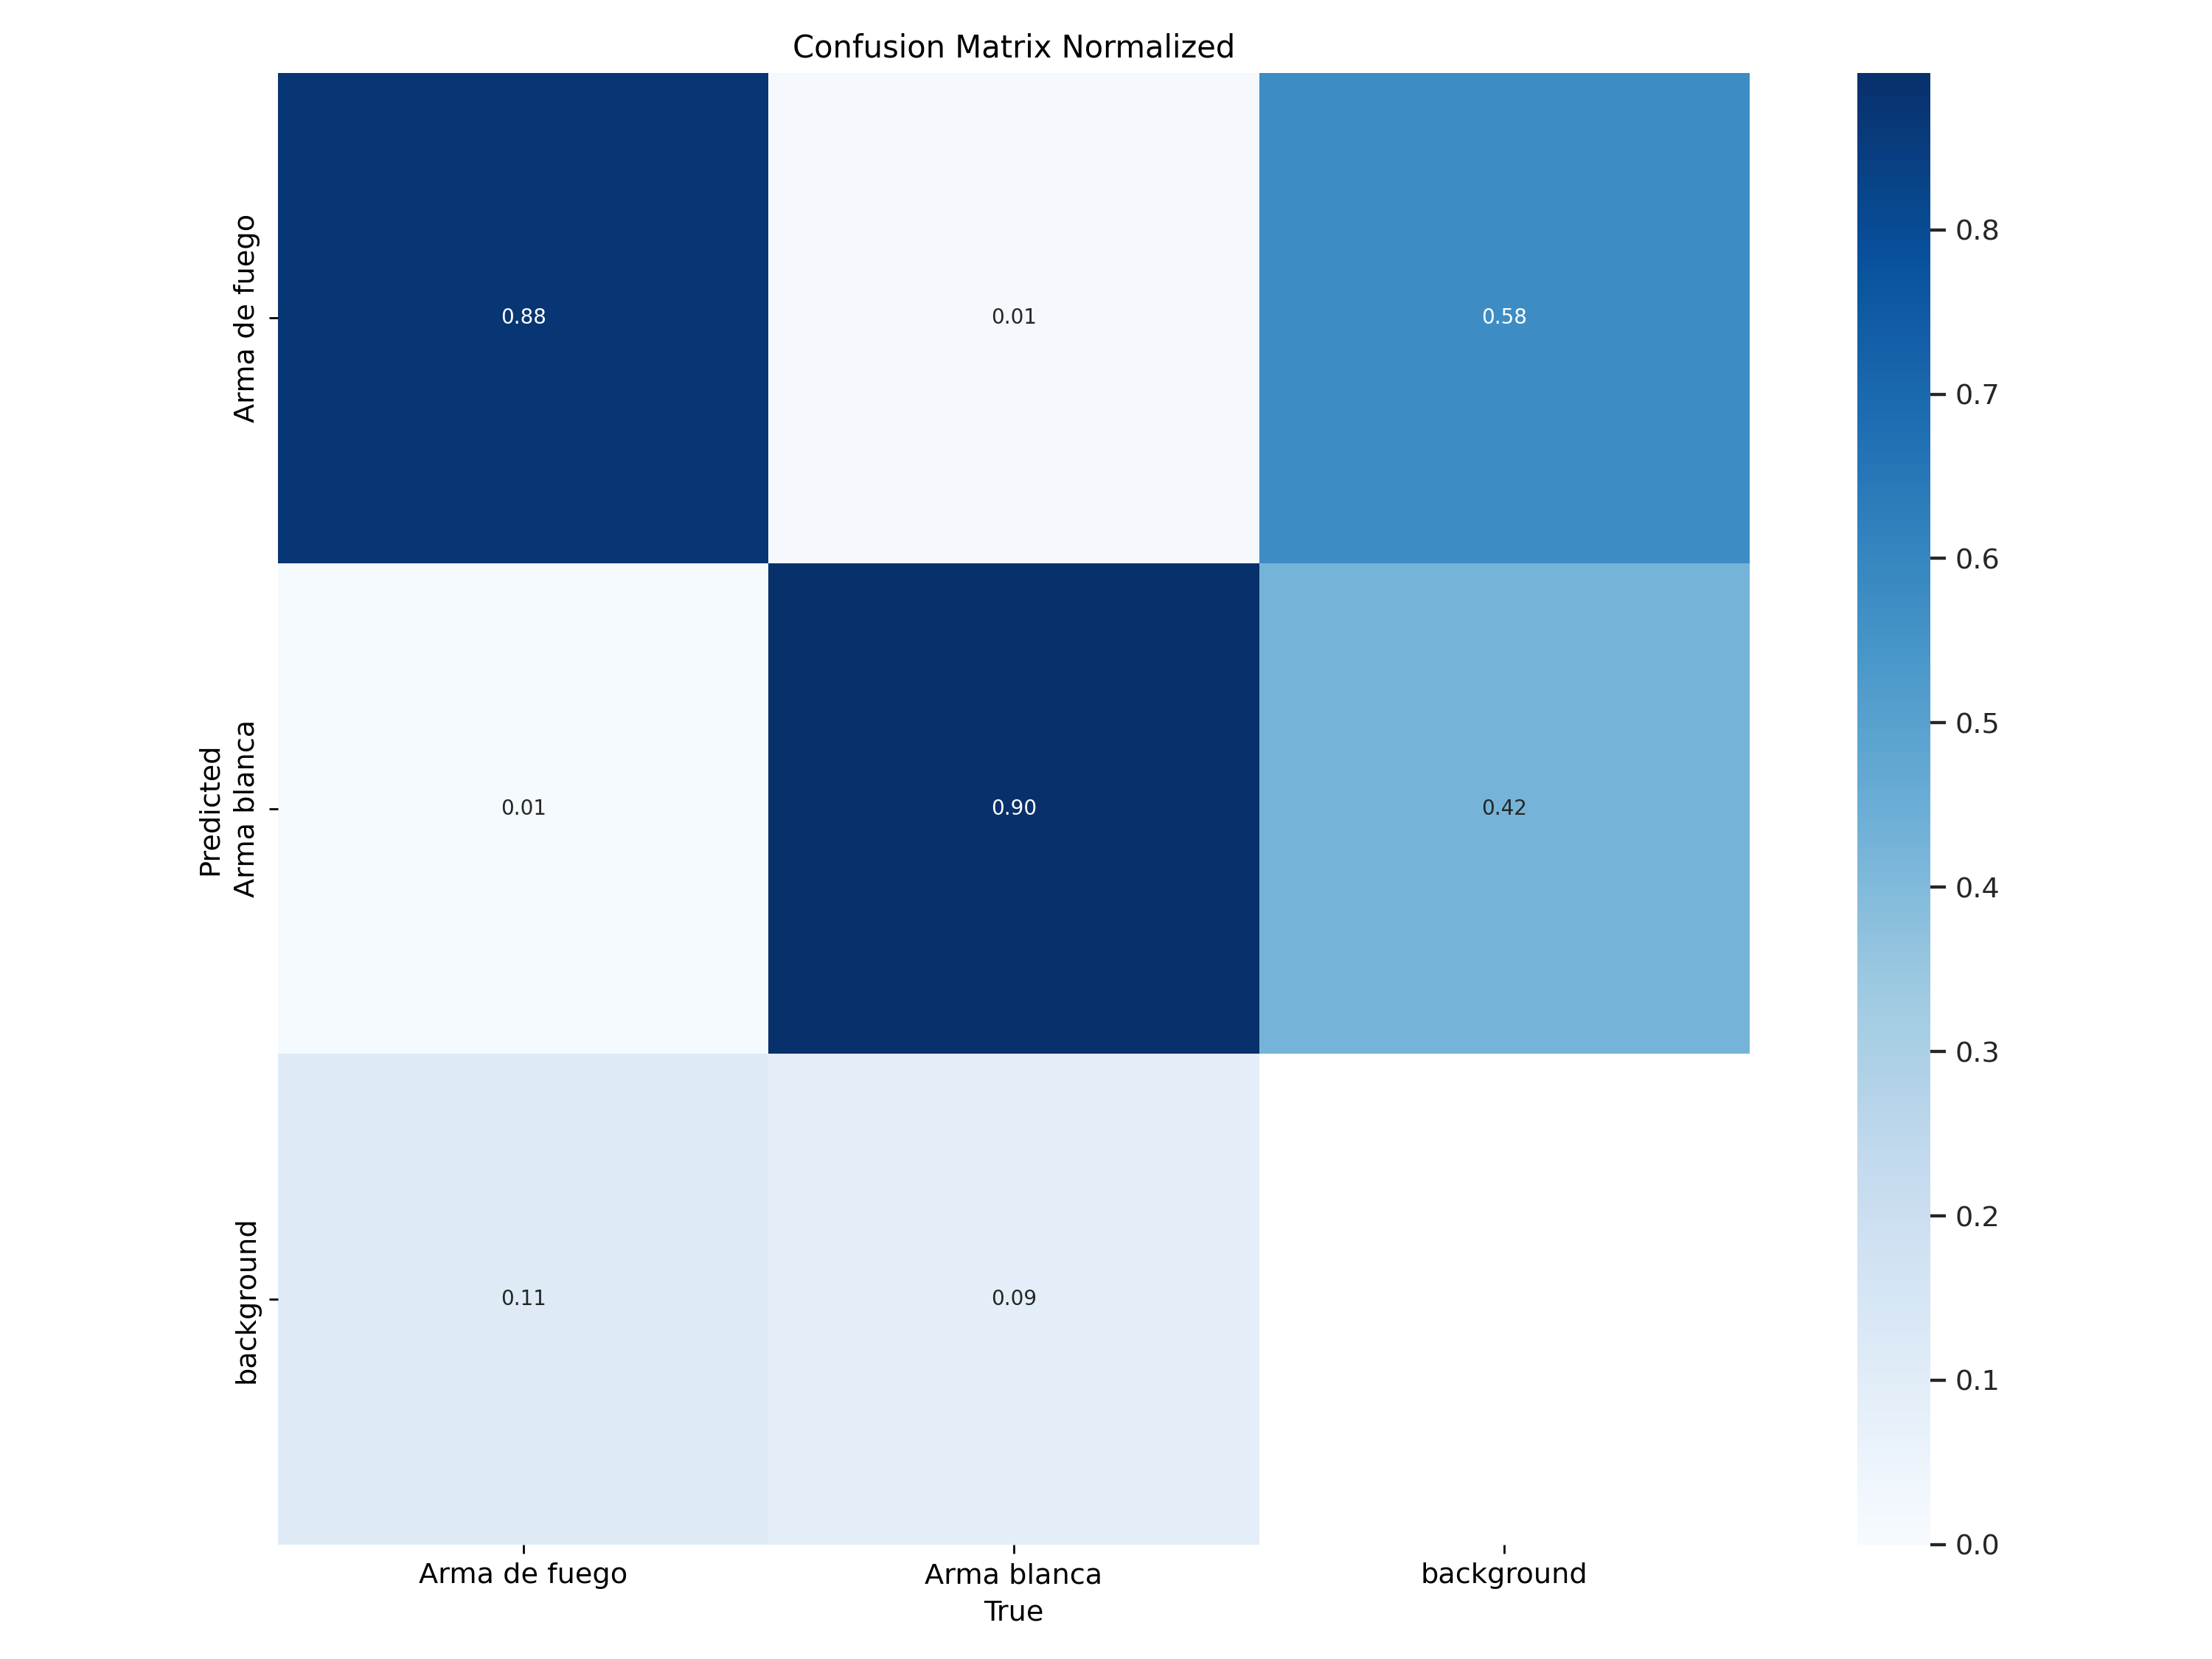 Confusion Matrix Normalized
Predicted
Arma de fuego
0.88
0.01
0.58
Arma blanca
0.01
0.90
0.42
background
0.11
0.09
Arma de fuego
Arma blanca
background
True
0.8
0.7
0.6
0.5
0.4
0.3
0.2
0.1
0.0